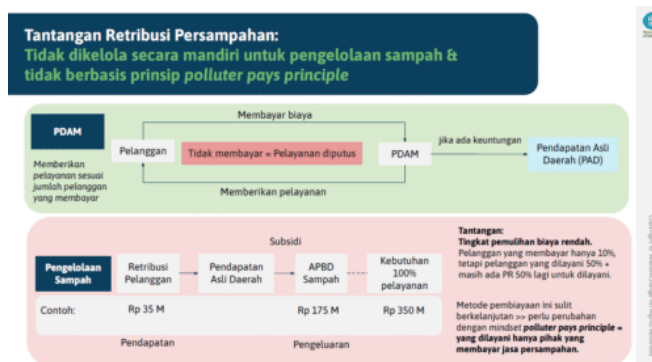 Tantangan Retribusi Persampahan:
Tidak dikelola secara mandiri untuk pengelolaan sampah &
tidak berbasis prinsip polluter pays principle
PDAM
Memberikan
pelayanan sesuai
jumlah pelanggan
yang membayar
Membayar biaya
Pelanggan
Tidak membayar = Pelayanan diputus
PDAM
jika ada keuntungan
Pendapatan Asli
Daerah (PAD)
Memberikan pelayanan
Subsidi
Pengelolaan
Sampah
Retribusi
Pelanggan
Pendapatan
Asli Daerah
APBD
Sampah
Kebutuhan
100%
pelayanan
Contoh:
Rp 35 M
Rp 175 M
Rp 350 M
Pendapatan
Pengeluaran
Tantangan:
Tingkat pemulihan biaya rendah.
Pelanggan yang membayar hanya 10%,
tetapi pelanggan yang dilayani 50% +
masih ada PR 50% lagi untuk dilayani.
Metode pembiayaan ini sulit
berkelanjutan >> perlu perubahan
dengan mindset polluter pays principle =
yang dilayani hanya pihak yang
membayar jasa persampahan.